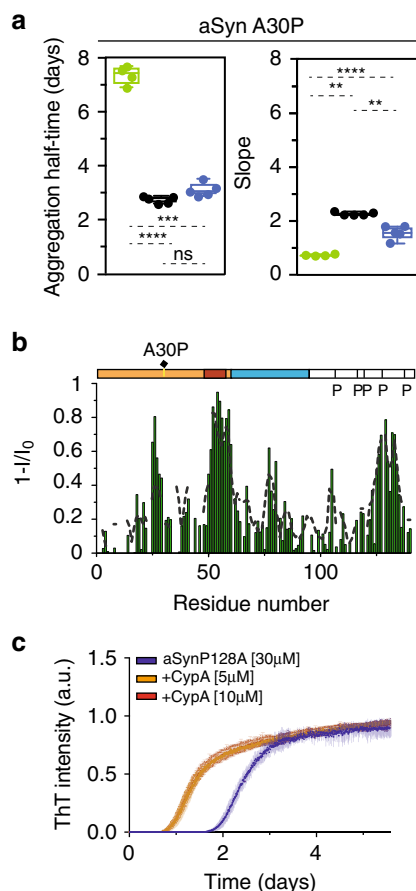 a
aSyn A30P
Aggregation half-time (days)
8
6
4
2
0
***
****
ns
Slope
8
6
4
2
0
****
**
**
b
A30P
P PP P P
1-I/I0
1
0.8
0.6
0.4
0.2
0
0 50 100
Residue number
c
ThT intensity (a.u.)
1.5
1.0
0.5
0.0
aSynP128A [30µM]
+CypA [5µM]
+CypA [10µM]
0 2 4
Time (days)